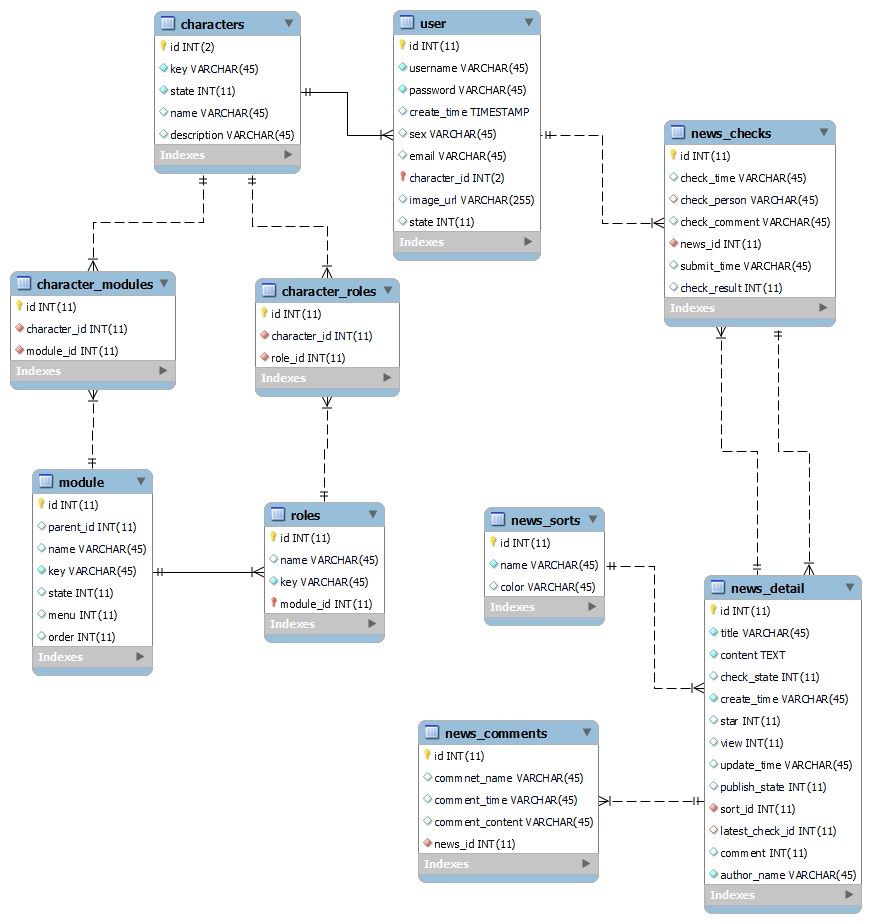 characters
id INT(2)
key VARCHAR(45)
state INT(11)
name VARCHAR(45)
description VARCHAR(45)
Indexes
user
id INT(11)
username VARCHAR(45)
password VARCHAR(45)
create_time TIMESTAMP
sex VARCHAR(45)
email VARCHAR(45)
character_id INT(2)
image_url VARCHAR(255)
state INT(11)
Indexes
news_checks
id INT(11)
check_time VARCHAR(45)
check_person VARCHAR(45)
check_comment VARCHAR(45)
news_id INT(11)
submit_time VARCHAR(45)
check_result INT(11)
Indexes
character_modules
id INT(11)
character_id INT(11)
module_id INT(11)
Indexes
character_roles
id INT(11)
character_id INT(11)
role_id INT(11)
Indexes
module
id INT(11)
parent_id INT(11)
name VARCHAR(45)
key VARCHAR(45)
state INT(11)
menu INT(11)
order INT(11)
Indexes
roles
id INT(11)
name VARCHAR(45)
key VARCHAR(45)
module_id INT(11)
Indexes
news_sorts
id INT(11)
name VARCHAR(45)
color VARCHAR(45)
Indexes
news_detail
id INT(11)
title VARCHAR(45)
content TEXT
check_state INT(11)
create_time VARCHAR(45)
star INT(11)
view INT(11)
update_time VARCHAR(45)
publish_state INT(11)
sort_id INT(11)
latest_check_id INT(11)
comment INT(11)
author_name VARCHAR(45)
Indexes
news_comments
id INT(11)
commnet_name VARCHAR(45)
comment_time VARCHAR(45)
comment_content VARCHAR(45)
news_id INT(11)
Indexes